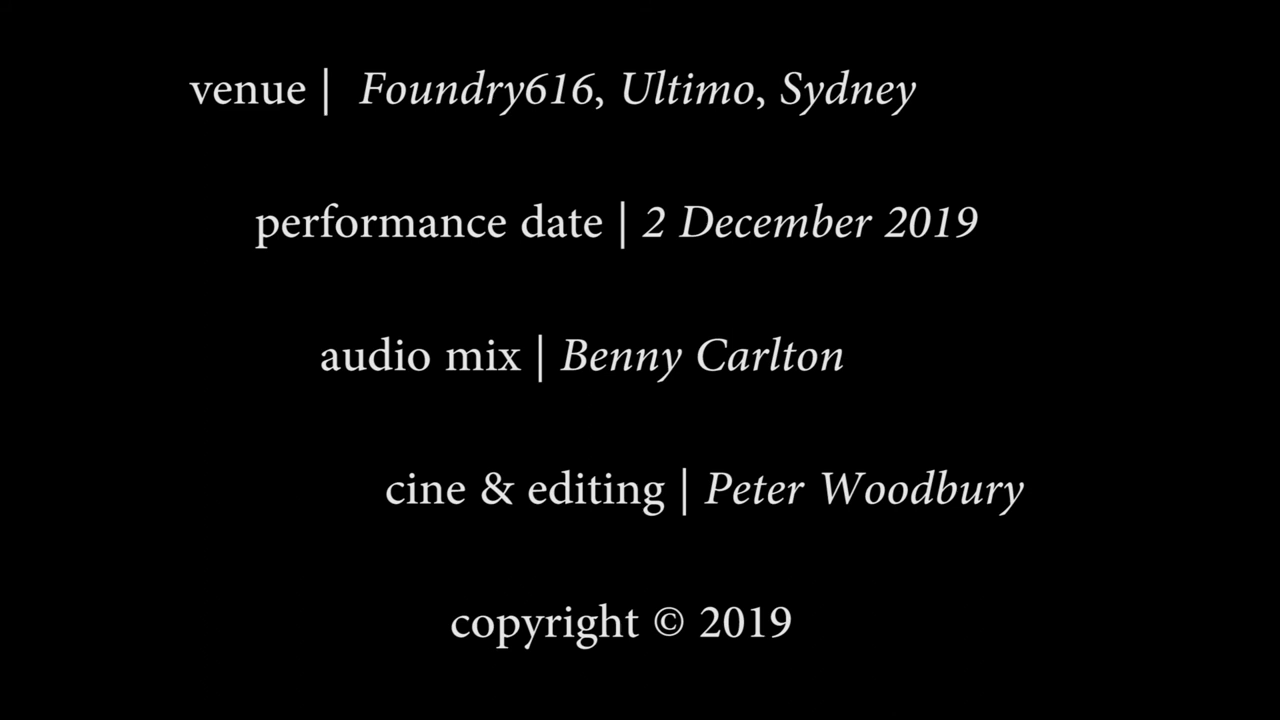 venue | Foundry616, Ultimo, Sydney
performance date | 2 December 2019
audio mix | Benny Carlton
cine & editing | Peter Woodbury
copyright © 2019